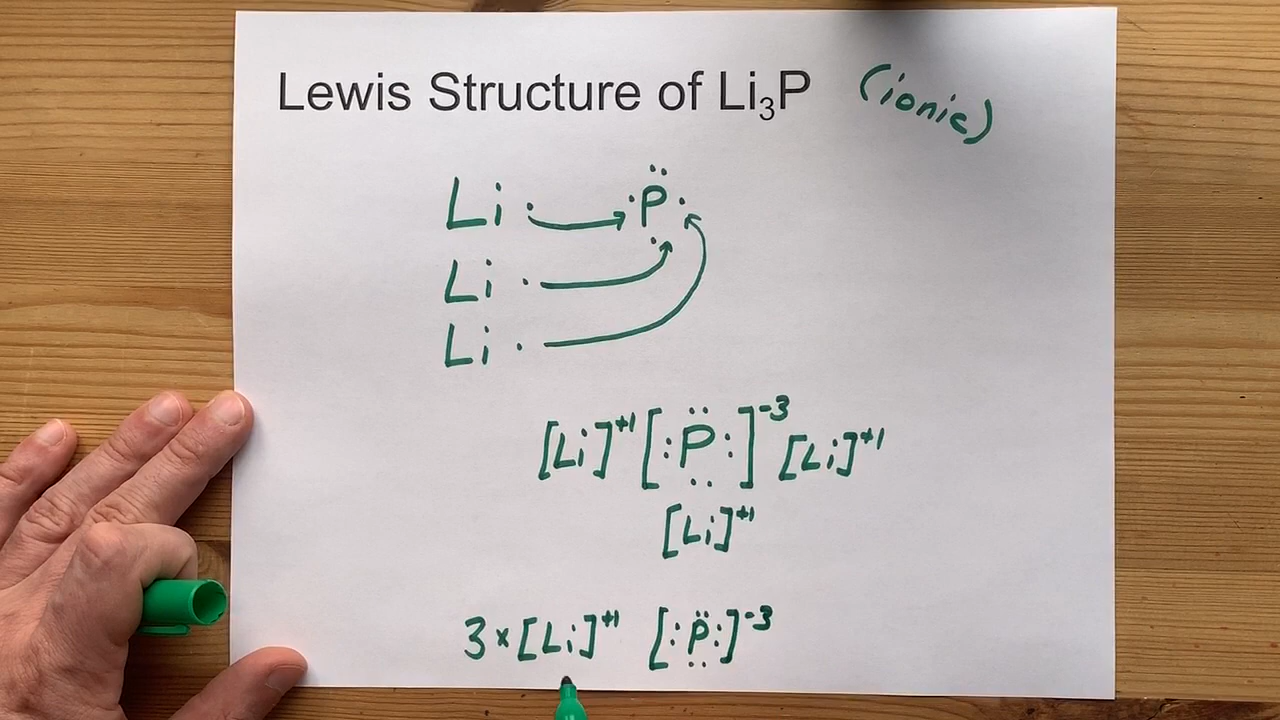 Lewis Structure of Li₃P (ionic)
Li · ·P̈·
Li ·
Li ·
[Li]⁺¹ [:P̈:]⁻³ [Li]⁺¹
[Li]⁺¹
3 × [Li]⁺¹ [:P̈:]⁻³